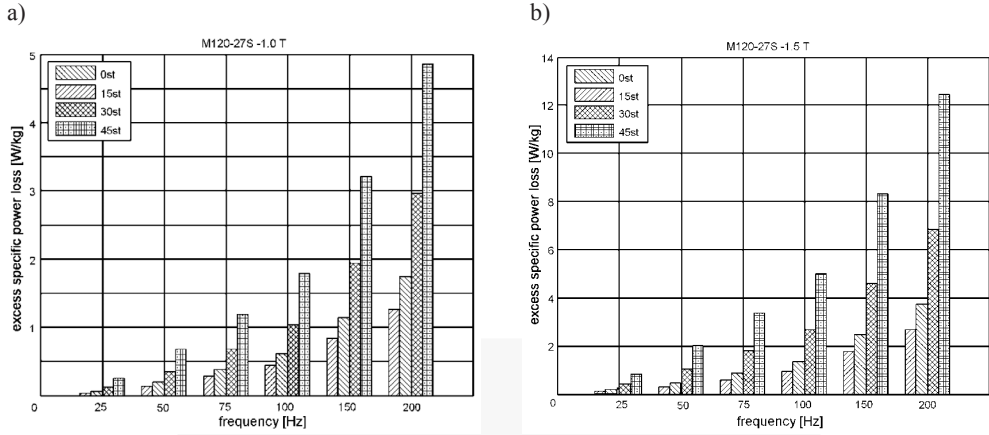 a)
M120-27S -1.0 T
excess specific power loss [W/kg]
5
4
3
2
1
0
0st
15st
30st
45st
25 50 75 100 150 200
frequency [Hz]
b)
M120-27S -1.5 T
excess specific power loss [W/kg]
14
12
10
8
6
4
2
0
0st
15st
30st
45st
25 50 75 100 150 200
frequency [Hz]